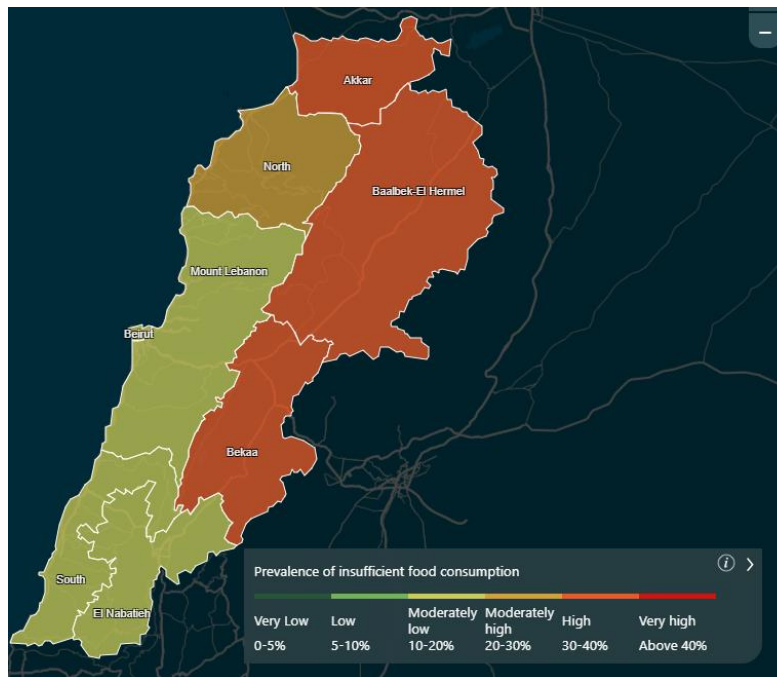 Akkar
North
Baalbek-El Hermel
Mount Lebanon
Beirut
Bekaa
South
El Nabatieh
Prevalence of insufficient food consumption
Very Low
0-5%
Low
5-10%
Moderately
low
10-20%
Moderately
high
20-30%
High
30-40%
Very high
Above 40%